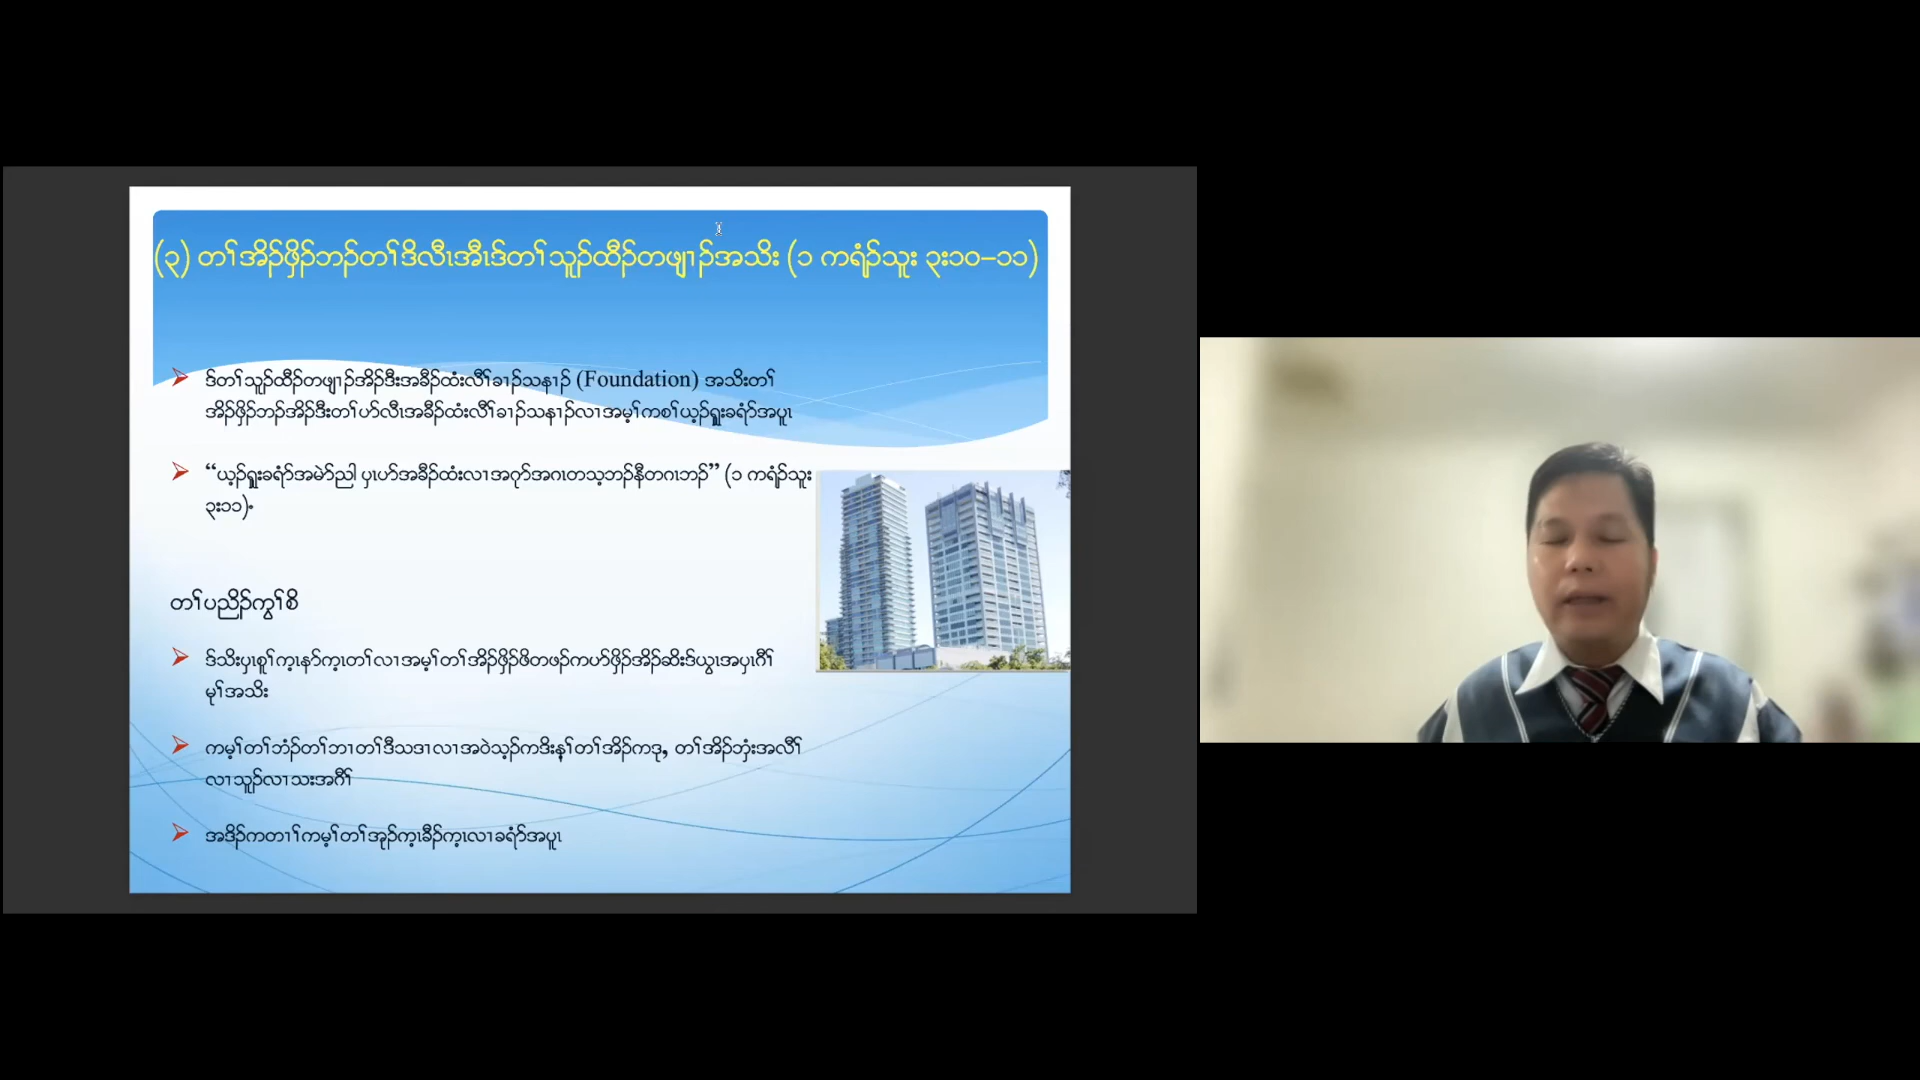 (၃) တၢ်အိၣ်ဖှိၣ်ဘၣ်တၢ်ဒိလီၤအီၤဒ်တၢ်သူၣ်ထီၣ်တဖျၢၣ်အသိး (၁ ကရံၣ်သူး ၃း၁၀–၁၁)
ဒ်တၢ်သူၣ်ထီၣ်တဖျၢၣ်အိၣ်ဒီးအခီၣ်ထံးလီၢ်ခၢၣ်သနၢၣ် (Foundation) အသိးတၢ်
အိၣ်ဖှိၣ်ဘၣ်အိၣ်ဒီးတၢ်ဟ်လီၤအခီၣ်ထံးလီၢ်ခၢၣ်သနၢၣ်လၢအမ့ၢ်ကစၢ်ယ့ၣ်ၡူးခရံာ်အပူၤ
“ယ့ၣ်ၡူးခရံာ်အမဲာ်ညါ ပှၤဟ်အခီၣ်ထံးလၢအဂုာ်အဂၤတသ့ဘၣ်နီတဂၤဘၣ်” (၁ ကရံၣ်သူး
၃း၁၁).
တၢ်ပညိၣ်ကွၢ်စိ
ဒ်သိးပှၤစူၢ်က့ၤနာ်က့ၤတၢ်လၢအမ့ၢ်တၢ်အိၣ်ဖှိၣ်ဖိတဖၣ်ကဟ်ဖှိၣ်အိၣ်ဆိးဒ်ယွၤအပှၤဂီၢ်
မုၢ်အသိး
ကမ့ၢ်တၢ်ဘံၣ်တၢ်ဘၢတၢ်ဒီသဒၢလၢအဝဲသ့ၣ်ကဒိးန့ၢ်တၢ်အိၣ်ကဒု, တၢ်အိၣ်ဘှံးအလီၢ်
လၢသူၣ်လၢသးအဂီၢ်
အဒိၣ်ကတၢၢ်ကမ့ၢ်တၢ်အုၣ်က့ၤခီၣ်က့ၤလၢခရံာ်အပူၤ